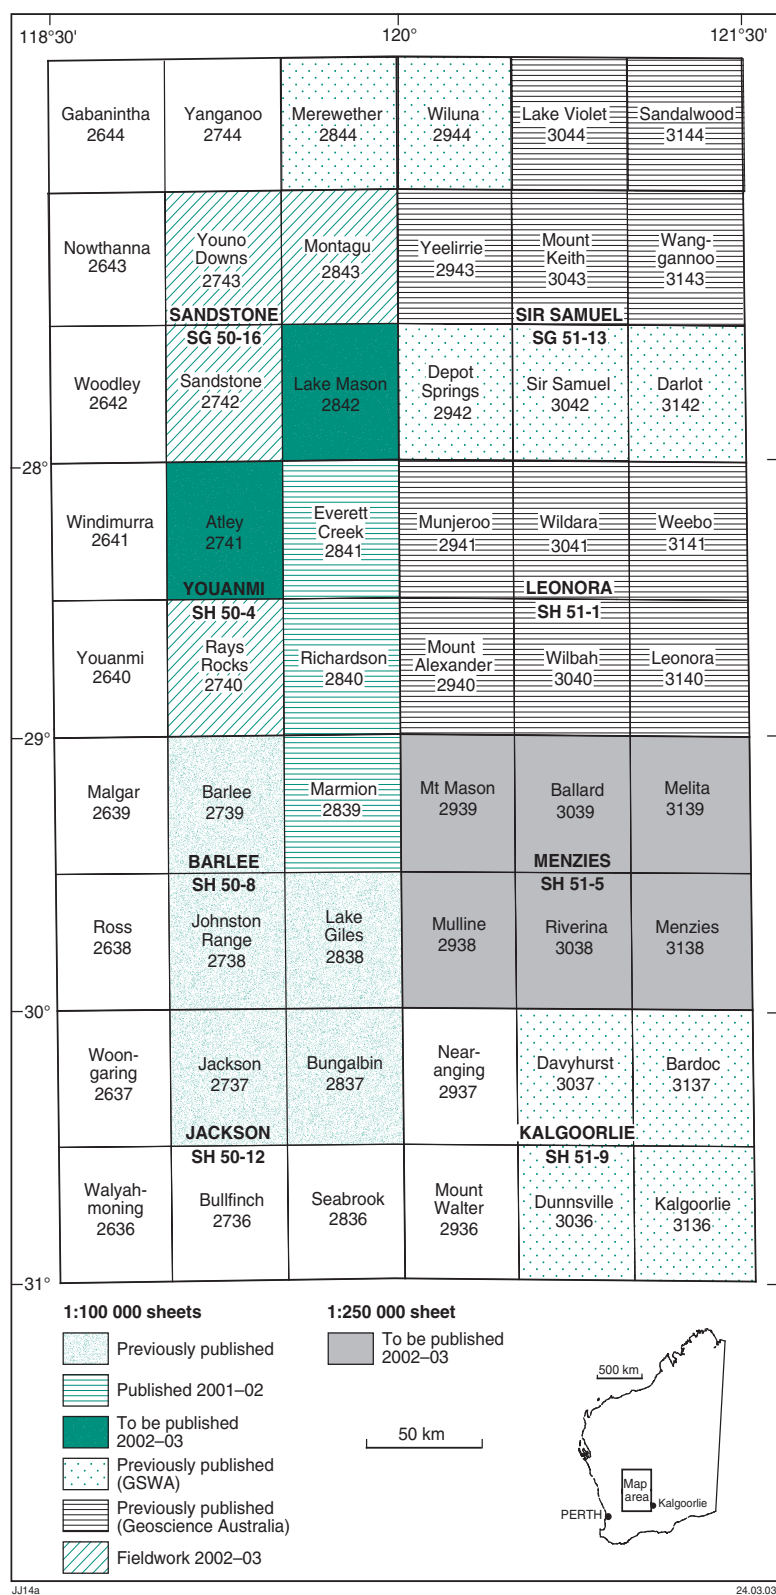 118°30'
120°
121°30'
Gabanintha
2644
Yanganoo
2744
Merewether
2844
Wiluna
2944
Lake Violet
3044
Sandalwood
3144
Nowthanna
2643
Youno
Downs
2743
Montagu
2843
Yeelirrie
2943
Mount
Keith
3043
Wang-
gannoo
3143
SANDSTONE
SG 50-16
SIR SAMUEL
SG 51-13
Woodley
2642
Sandstone
2742
Lake Mason
2842
Depot
Springs
2942
Sir Samuel
3042
Darlot
3142
28°
Windimurra
2641
Atley
2741
Everett
Creek
2841
Munjeroo
2941
Wildara
3041
Weebo
3141
YOUANMI
SH 50-4
LEONORA
SH 51-1
Youanmi
2640
Rays
Rocks
2740
Richardson
2840
Mount
Alexander
2940
Wilbah
3040
Leonora
3140
29°
Malgar
2639
Barlee
2739
Marmion
2839
Mt Mason
2939
Ballard
3039
Melita
3139
BARLEE
SH 50-8
MENZIES
SH 51-5
Ross
2638
Johnston
Range
2738
Lake
Giles
2838
Mulline
2938
Riverina
3038
Menzies
3138
30°
Woon-
garing
2637
Jackson
2737
Bungalbin
2837
Near-
anging
2937
Davyhurst
3037
Bardoc
3137
JACKSON
SH 50-12
KALGOORLIE
SH 51-9
Walyah-
moning
2636
Bullfinch
2736
Seabrook
2836
Mount
Walter
2936
Dunnsville
3036
Kalgoorlie
3136
31°
1:100 000 sheets
Previously published
Published 2001–02
To be published
2002–03
Previously published
(GSWA)
Previously published
(Geoscience Australia)
Fieldwork 2002–03
1:250 000 sheet
To be published
2002–03
50 km
500 km
Map
area
Kalgoorlie
PERTH
JJ14a
24.03.03